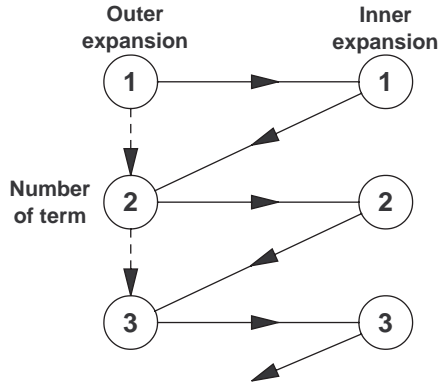 Outer
expansion
Inner
expansion
1
1
Number
of term
2
2
3
3